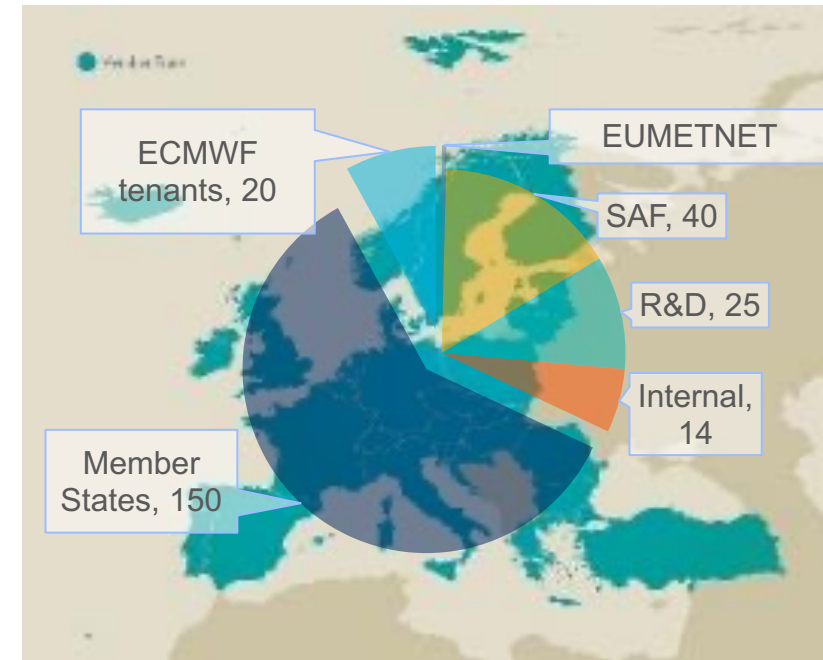 ECMWF
tenants, 20
EUMETNET
SAF, 40
R&D, 25
Internal,
14
Member
States, 150